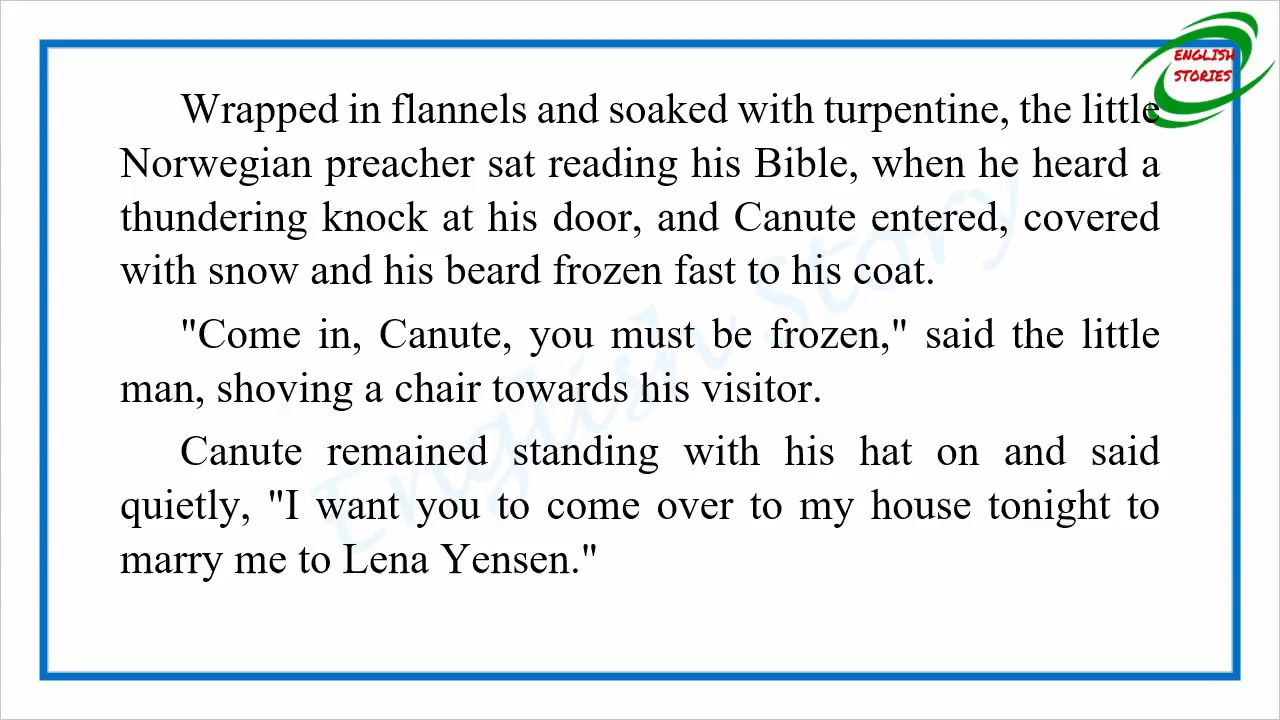 ENGLISH
STORIES
Wrapped in flannels and soaked with turpentine, the little
Norwegian preacher sat reading his Bible, when he heard a
thundering knock at his door, and Canute entered, covered
with snow and his beard frozen fast to his coat.
"Come in, Canute, you must be frozen," said the little
man, shoving a chair towards his visitor.
Canute remained standing with his hat on and said
quietly, "I want you to come over to my house tonight to
marry me to Lena Yensen."
English Story